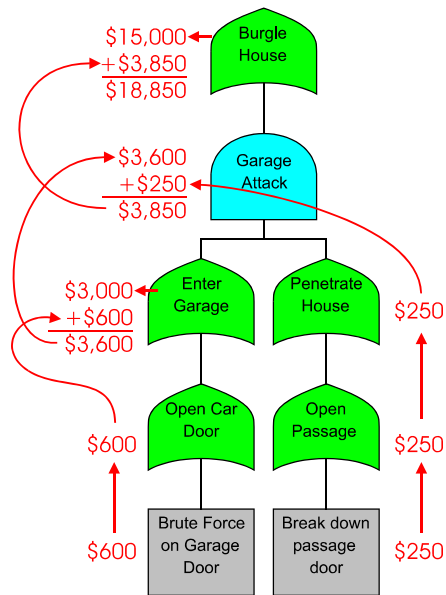 $15,000
+$3,850
$18,850
Burgle
House
$3,600
+$250
$3,850
Garage
Attack
$3,000
+$600
$3,600
Enter
Garage
Penetrate
House
$250
$600
Open Car
Door
Open
Passage
$250
$600
Brute Force
on Garage
Door
Break down
passage
door
$250